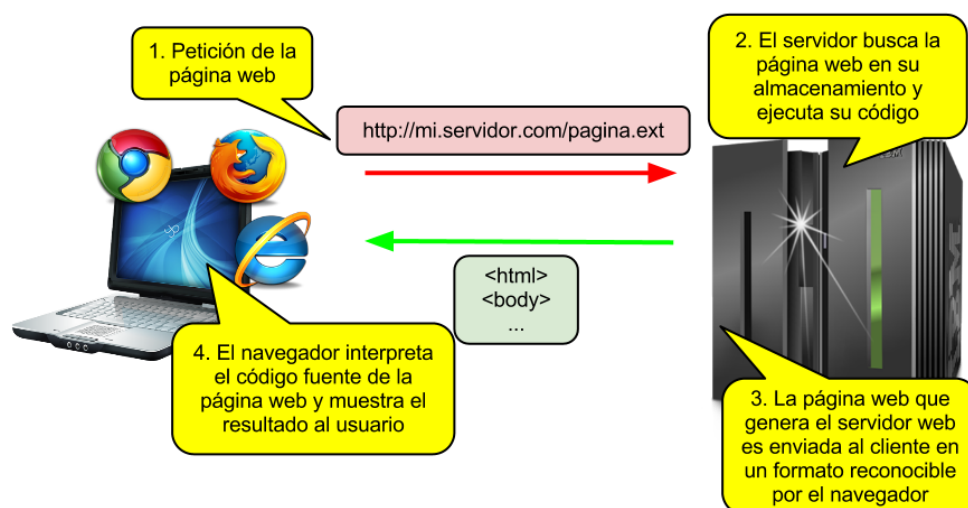 1. Petición de la
página web
http://mi.servidor.com/pagina.ext
2. El servidor busca la
página web en su
almacenamiento y
ejecuta su código
<html>
<body>
...
4. El navegador interpreta
el código fuente de la
página web y muestra el
resultado al usuario
3. La página web que
genera el servidor web
es enviada al cliente en
un formato reconocible
por el navegador